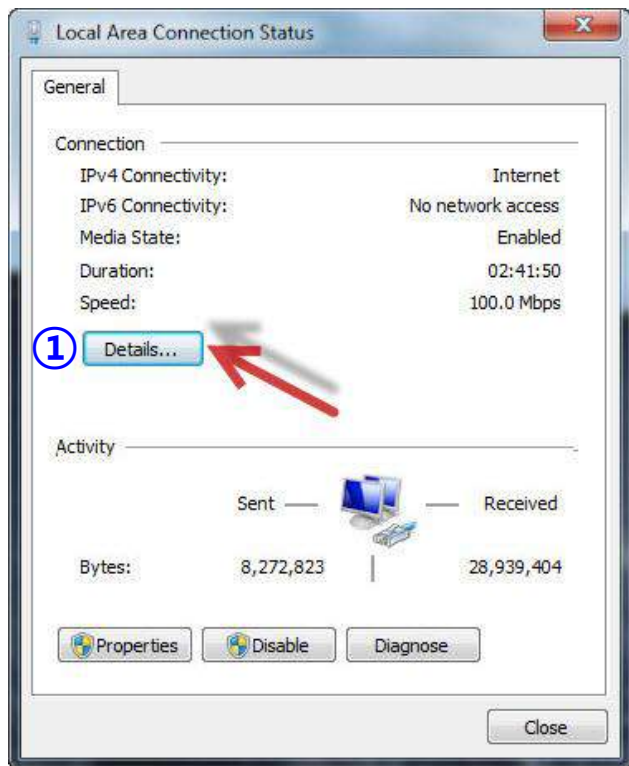 Local Area Connection Status
General
Connection
IPv4 Connectivity: Internet
IPv6 Connectivity: No network access
Media State: Enabled
Duration: 02:41:50
Speed: 100.0 Mbps
① Details...
Activity
Sent Received
Bytes: 8,272,823 28,939,404
Properties Disable Diagnose
Close